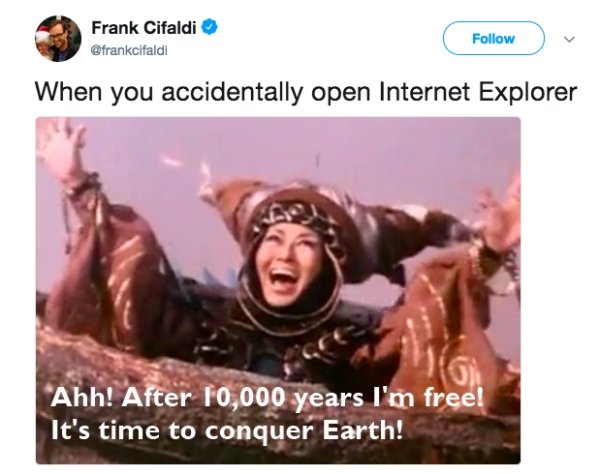 Frank Cifaldi
@frankcifaldi
Follow
When you accidentally open Internet Explorer
Ahh! After 10,000 years I'm free!
It's time to conquer Earth!